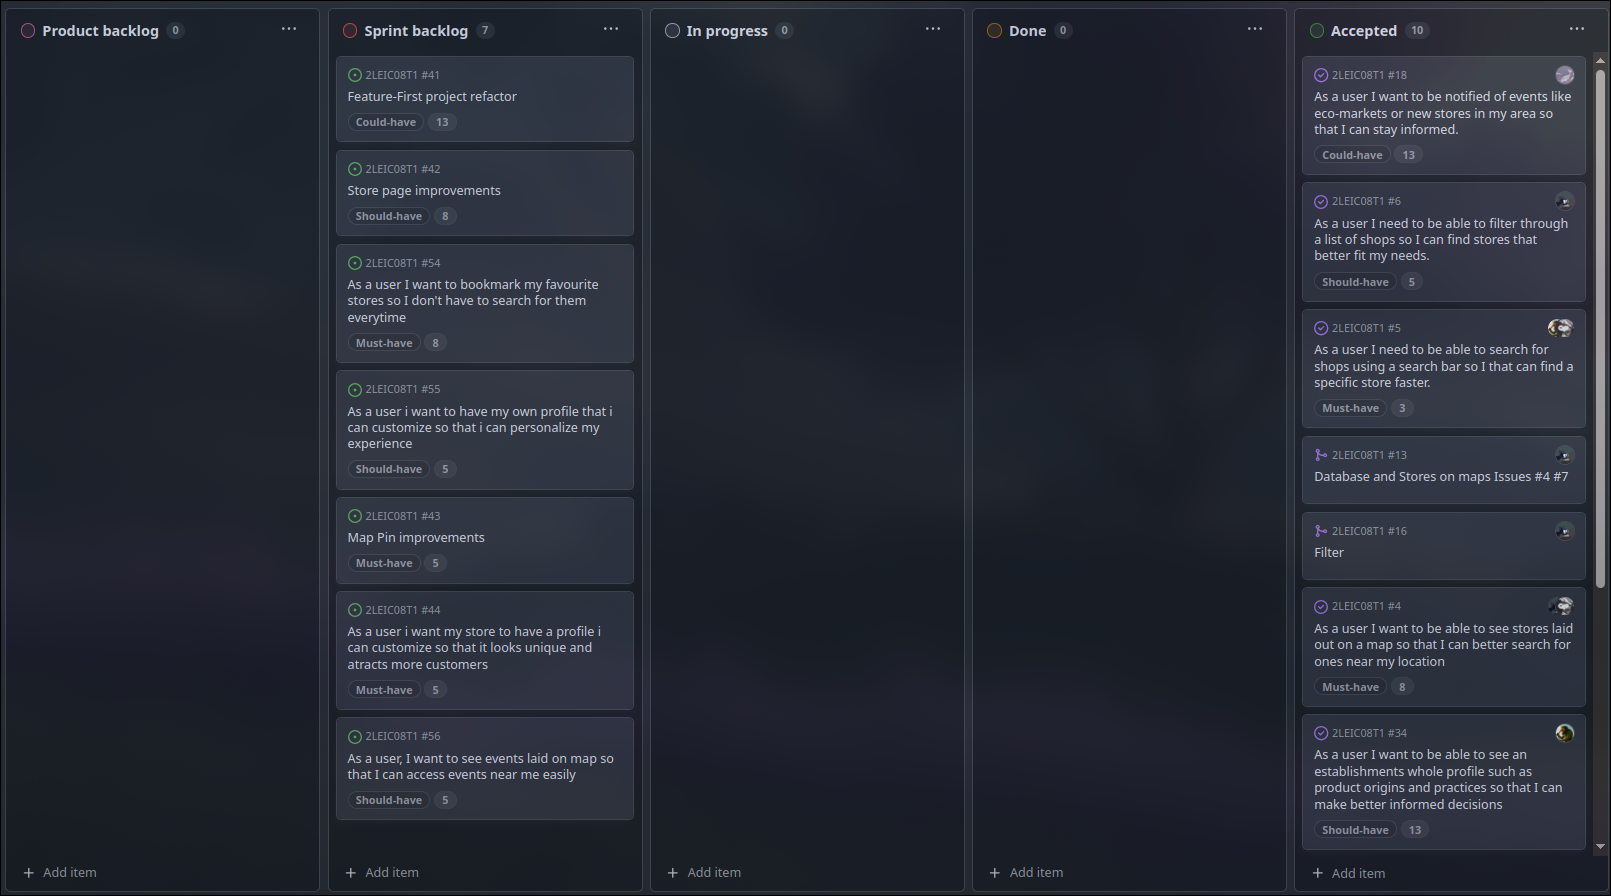 Product backlog 0 ...
Sprint backlog 7 ...
2LEIC08T1 #41
Feature-First project refactor
Could-have 13
2LEIC08T1 #42
Store page improvements
Should-have 8
2LEIC08T1 #54
As a user I want to bookmark my favourite
stores so I don't have to search for them
everytime
Must-have 8
2LEIC08T1 #55
As a user i want to have my own profile that i
can customize so that i can personalize my
experience
Should-have 5
2LEIC08T1 #43
Map Pin improvements
Must-have 5
2LEIC08T1 #44
As a user i want my store to have a profile i
can customize so that it looks unique and
atracts more customers
Must-have 5
2LEIC08T1 #56
As a user, I want to see events laid on map so
that I can access events near me easily
Should-have 5
In progress 0 ...
Done 0 ...
Accepted 10 ...
2LEIC08T1 #18
As a user I want to be notified of events like
eco-markets or new stores in my area so
that I can stay informed.
Could-have 13
2LEIC08T1 #6
As a user I need to be able to filter through
a list of shops so I can find stores that
better fit my needs.
Should-have 5
2LEIC08T1 #5
As a user I need to be able to search for
shops using a search bar so I that can find a
specific store faster.
Must-have 3
2LEIC08T1 #13
Database and Stores on maps Issues #4 #7
2LEIC08T1 #16
Filter
2LEIC08T1 #4
As a user I want to be able to see stores laid
out on a map so that I can better search for
ones near my location
Must-have 8
2LEIC08T1 #34
As a user I want to be able to see an
establishments whole profile such as
product origins and practices so that I can
make better informed decisions
Should-have 13
+ Add item
+ Add item
+ Add item
+ Add item
+ Add item